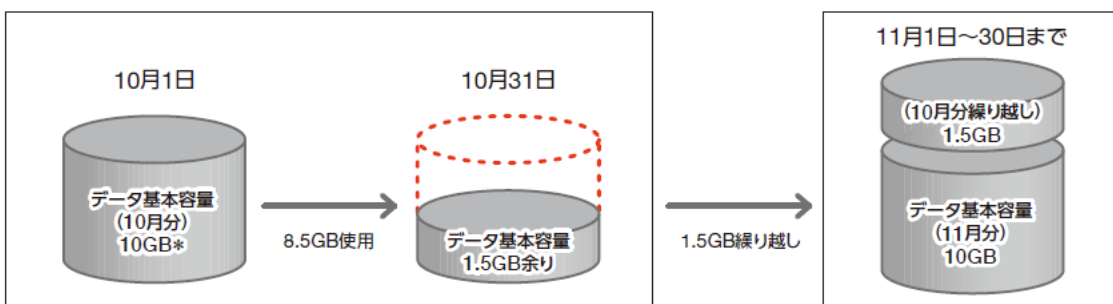 10月1日
データ基本容量
(10月分)
10GB*
8.5GB使用
10月31日
データ基本容量
1.5GB余り
1.5GB繰り越し
11月1日〜30日まで
(10月分繰り越し)
1.5GB
データ基本容量
(11月分)
10GB